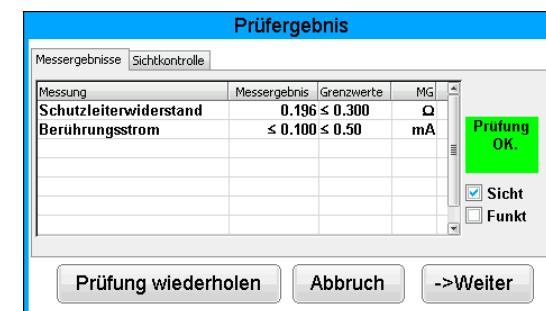 Prüfergebnis
Messergebnisse Sichtkontrolle
Messung Messergebnis Grenzwerte MG
Schutzleiterwiderstand 0.196 ≤ 0.300 Ω
Berührungsstrom ≤ 0.100 ≤ 0.50 mA
Prüfung
OK.
Sicht
Funkt
Prüfung wiederholen Abbruch ->Weiter